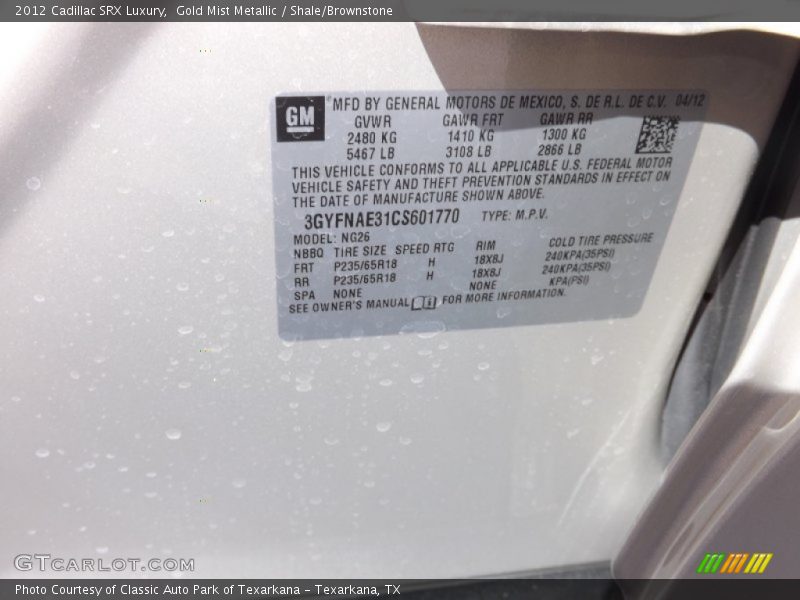 2012 Cadillac SRX Luxury,  Gold Mist Metallic / Shale/Brownstone
GM
MFD BY GENERAL MOTORS DE MEXICO, S. DE R.L. DE C.V. 04/12
GVWR GAWR FRT GAWR RR
2480 KG 1410 KG 1300 KG
5467 LB 3108 LB 2866 LB
THIS VEHICLE CONFORMS TO ALL APPLICABLE U.S. FEDERAL MOTOR
VEHICLE SAFETY AND THEFT PREVENTION STANDARDS IN EFFECT ON
THE DATE OF MANUFACTURE SHOWN ABOVE.
3GYFNAE31CS601770 TYPE: M.P.V.
MODEL: NG26
NBBQ TIRE SIZE SPEED RTG RIM COLD TIRE PRESSURE
FRT P235/65R18 H 18X8J 240KPA(35PSI)
RR P235/65R18 H 18X8J 240KPA(35PSI)
SPA NONE NONE KPA(PSI)
SEE OWNER'S MANUAL FOR MORE INFORMATION.
GTCARLOT.COM
Photo Courtesy of Classic Auto Park of Texarkana – Texarkana, TX